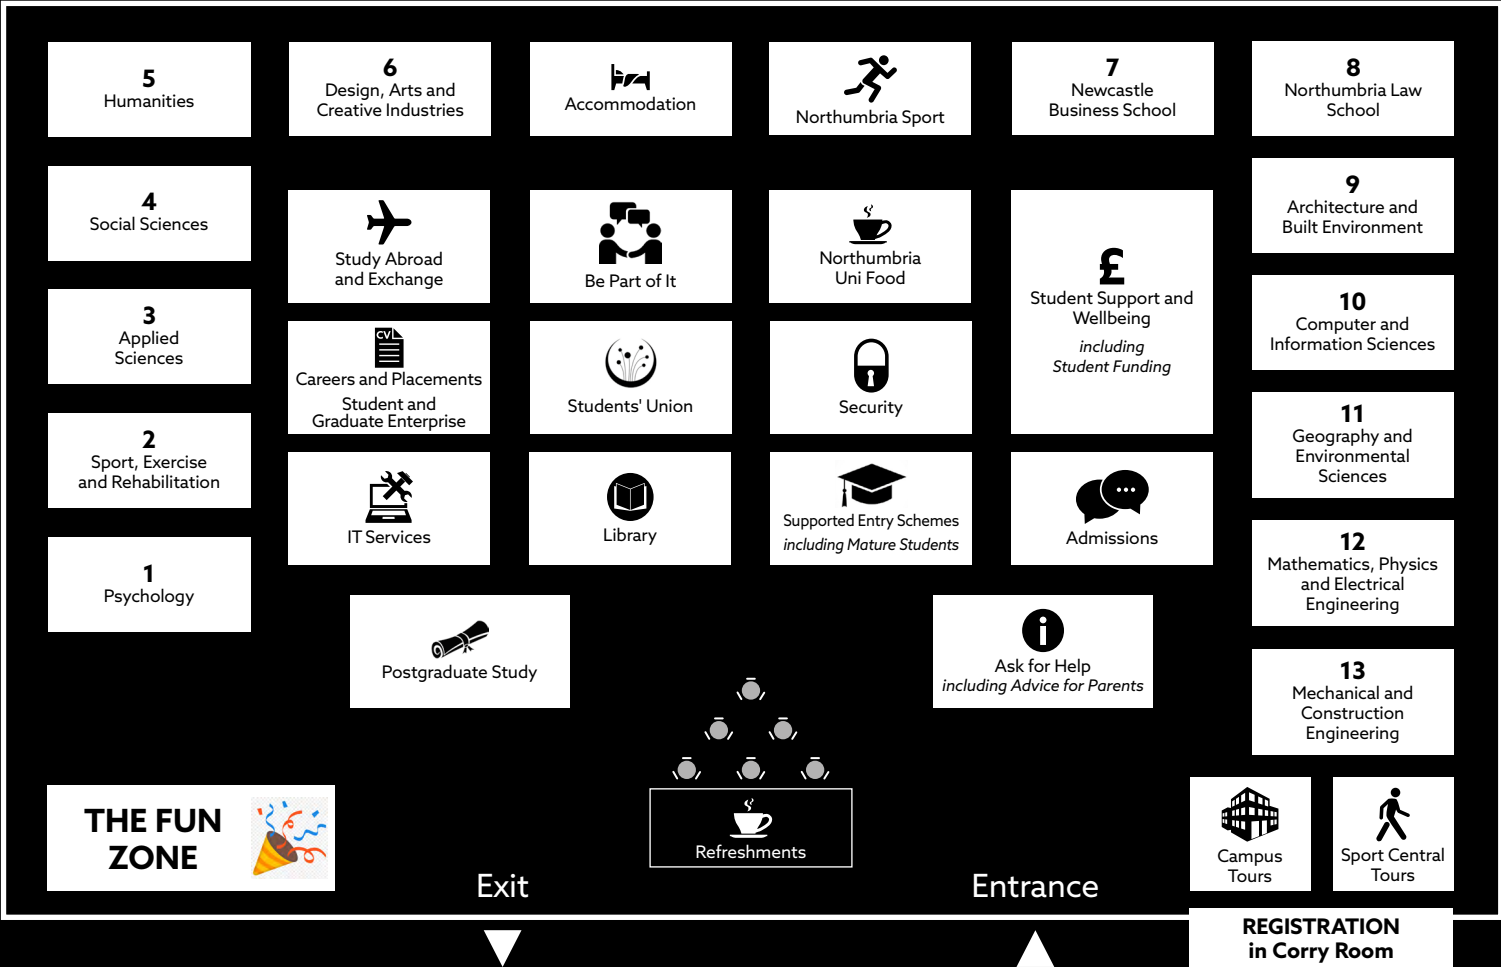 5
Humanities
6
Design, Arts and
Creative Industries
Accommodation
Northumbria Sport
7
Newcastle
Business School
8
Northumbria Law
School
4
Social Sciences
Study Abroad
and Exchange
Be Part of It
Northumbria
Uni Food
£
Student Support and
Wellbeing
including
Student Funding
9
Architecture and
Built Environment
3
Applied
Sciences
CV
Careers and Placements
Student and
Graduate Enterprise
Students' Union
Security
10
Computer and
Information Sciences
2
Sport, Exercise
and Rehabilitation
IT Services
Library
Supported Entry Schemes
including Mature Students
Admissions
11
Geography and
Environmental
Sciences
1
Psychology
Postgraduate Study
i
Ask for Help
including Advice for Parents
12
Mathematics, Physics
and Electrical
Engineering
13
Mechanical and
Construction
Engineering
THE FUN
ZONE
Refreshments
Campus
Tours
Sport Central
Tours
Exit
Entrance
REGISTRATION
in Corry Room